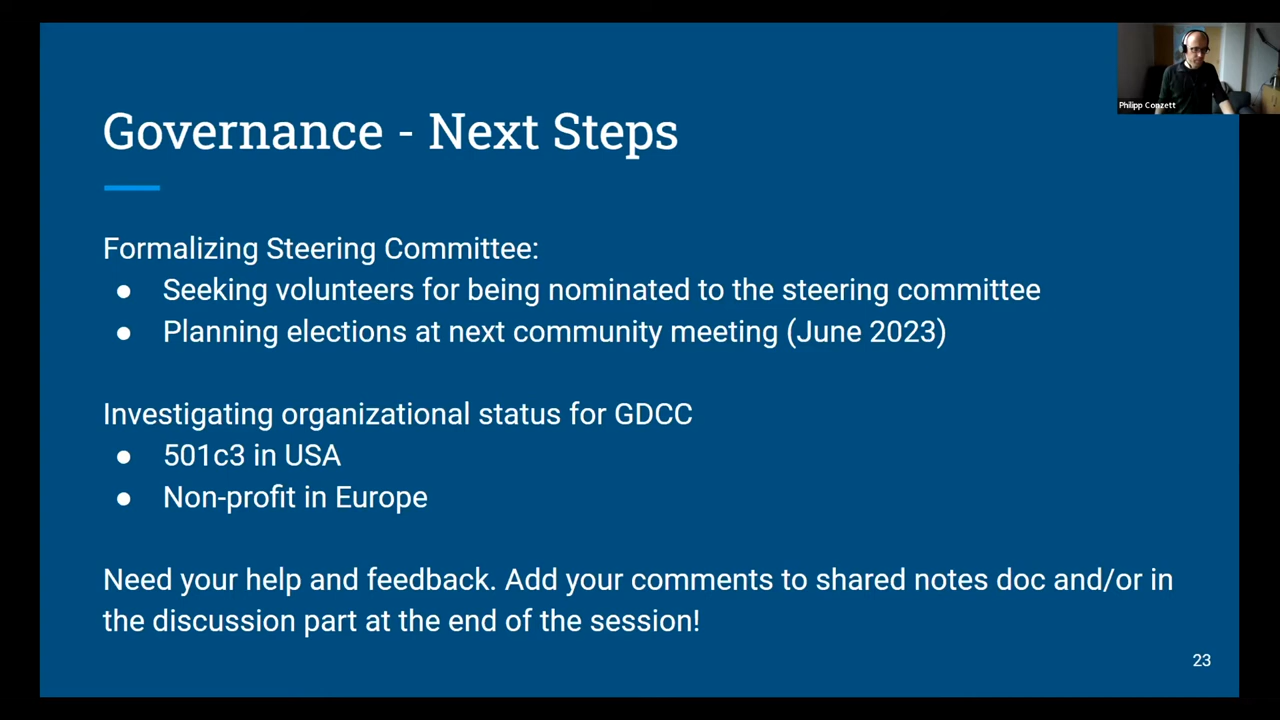 Philipp Conzett
Governance - Next Steps
Formalizing Steering Committee:
● Seeking volunteers for being nominated to the steering committee
● Planning elections at next community meeting (June 2023)
Investigating organizational status for GDCC
● 501c3 in USA
● Non-profit in Europe
Need your help and feedback. Add your comments to shared notes doc and/or in
the discussion part at the end of the session!
23